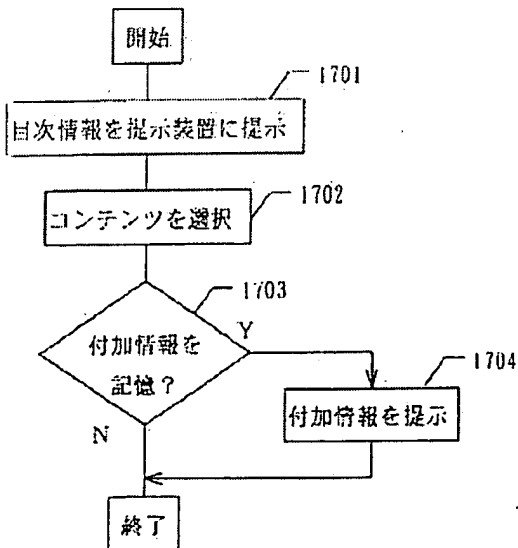 開始
1701
目次情報を提示装置に提示
1702
コンテンツを選択
1703
付加情報を
記憶?
Y
1704
付加情報を提示
N
終了